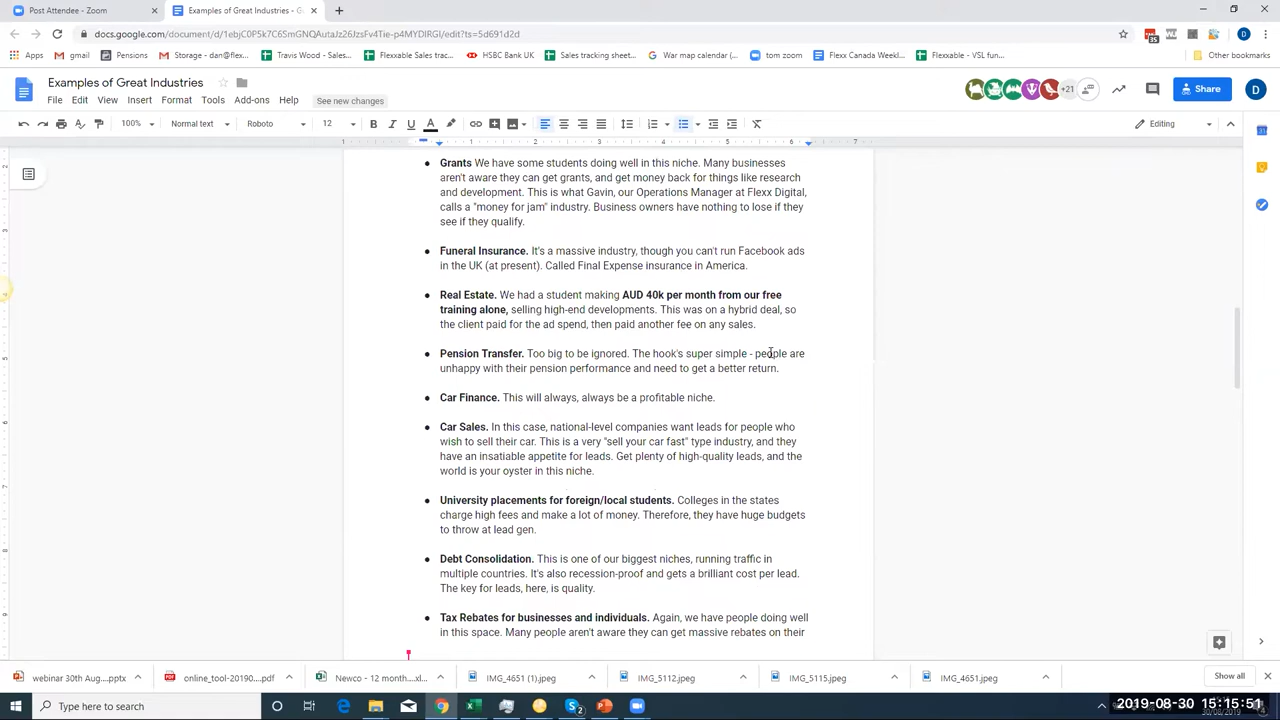 Post Attendee - Zoom
Examples of Great Industries - G
docs.google.com/document/d/1ebjC0P5k7C6SmGNQAutaJz26JzsFv4Tie-p4MYDlRGI/edit?ts=5d691d2d
35
D
Apps
gmail
Pensions
Storage - dan@flex...
Travis Wood - Sales...
Flexxable Sales trac...
HSBC Bank UK
Sales tracking sheet...
War map calendar (...
tom zoom
Flexx Canada Weekl...
Flexxable - VSL fun...
Other bookmarks
Examples of Great Industries
File Edit View Insert Format Tools Add-ons Help
See new changes
+21
Share
D
100%
Normal text
Roboto
12
B I U A
Editing
1 1 2 3 4 5 6 7
Grants We have some students doing well in this niche. Many businesses
aren't aware they can get grants, and get money back for things like research
and development. This is what Gavin, our Operations Manager at Flexx Digital,
calls a "money for jam" industry. Business owners have nothing to lose if they
see if they qualify.
Funeral Insurance. It's a massive industry, though you can't run Facebook ads
in the UK (at present). Called Final Expense insurance in America.
Real Estate. We had a student making AUD 40k per month from our free
training alone, selling high-end developments. This was on a hybrid deal, so
the client paid for the ad spend, then paid another fee on any sales.
Pension Transfer. Too big to be ignored. The hook's super simple - people are
unhappy with their pension performance and need to get a better return.
Car Finance. This will always, always be a profitable niche.
Car Sales. In this case, national-level companies want leads for people who
wish to sell their car. This is a very "sell your car fast" type industry, and they
have an insatiable appetite for leads. Get plenty of high-quality leads, and the
world is your oyster in this niche.
University placements for foreign/local students. Colleges in the states
charge high fees and make a lot of money. Therefore, they have huge budgets
to throw at lead gen.
Debt Consolidation. This is one of our biggest niches, running traffic in
multiple countries. It's also recession-proof and gets a brilliant cost per lead.
The key for leads, here, is quality.
Tax Rebates for businesses and individuals. Again, we have people doing well
in this space. Many people aren't aware they can get massive rebates on their
webinar 30th Aug....pptx
online_tool-20190...pdf
Newco - 12 month....xl...
IMG_4651 (1).jpeg
IMG_5112.jpeg
IMG_5115.jpeg
IMG_4651.jpeg
Show all
Type here to search
2019-08-30 15:15:51